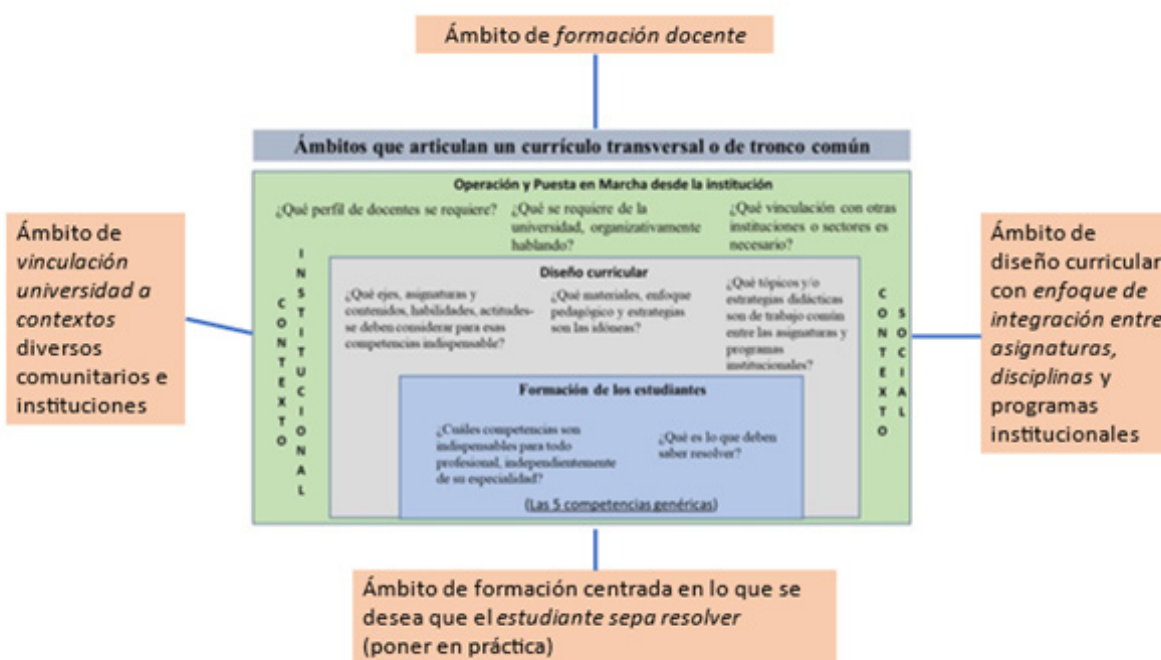 Ámbito de formación docente
Ámbitos que articulan un currículo transversal o de tronco común
Operación y Puesta en Marcha desde la institución
¿Qué perfil de docentes se requiere?
¿Qué se requiere de la
universidad, organizativamente
hablando?
¿Qué vinculación con otras
instituciones o sectores es
necesario?
Ámbito de
vinculación
universidad a
contextos
diversos
comunitarios e
instituciones
CONTEXTO
INSTITUCIONAL
Diseño curricular
¿Qué ejes, asignaturas y
contenidos, habilidades, actitudes-
se deben considerar para esas
competencias indispensable?
¿Qué materiales, enfoque
pedagógico y estrategias
son las idóneas?
¿Qué tópicos y/o
estrategias didácticas
son de trabajo común
entre las asignaturas y
programas
institucionales?
Formación de los estudiantes
¿Cuáles competencias son
indispensables para todo
profesional, independientemente
de su especialidad?
¿Qué es lo que deben
saber resolver?
(Las 5 competencias genéricas)
CONTEXTO
SOCIAL
Ámbito de
diseño curricular
con enfoque de
integración entre
asignaturas,
disciplinas y
programas
institucionales
Ámbito de formación centrada en lo que se
desea que el estudiante sepa resolver
(poner en práctica)